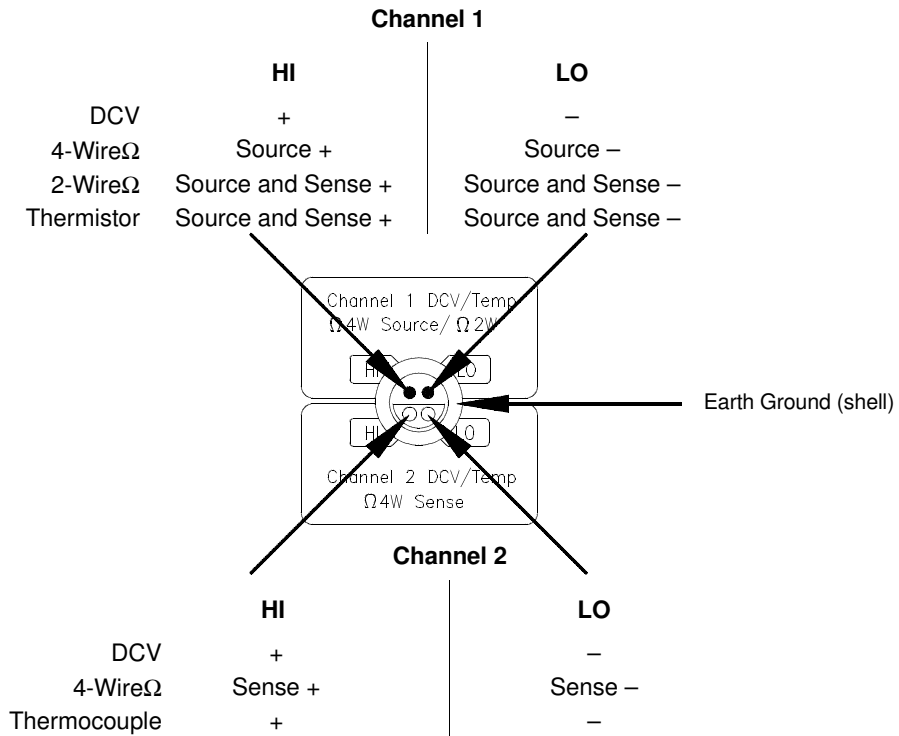 Channel 1
HI LO
DCV + –
4-WireΩ Source + Source –
2-WireΩ Source and Sense + Source and Sense –
Thermistor Source and Sense + Source and Sense –
Channel 1 DCV/Temp
Ω4W Source/Ω2W
HI LO
Earth Ground (shell)
HI LO
Channel 2 DCV/Temp
Ω4W Sense
Channel 2
HI LO
DCV + –
4-WireΩ Sense + Sense –
Thermocouple + –